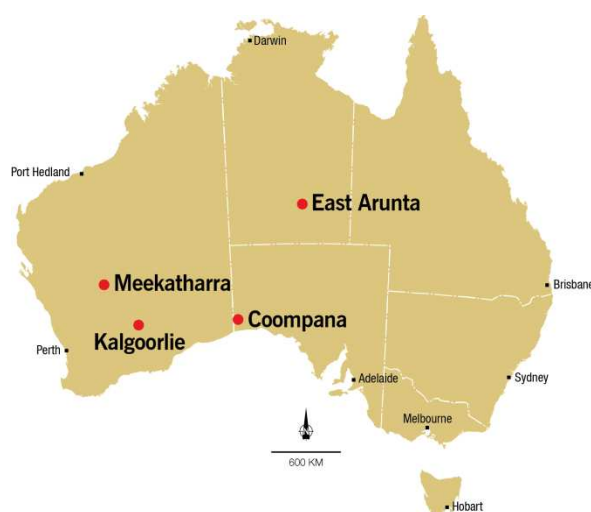 Darwin
Port Hedland
East Arunta
Meekatharra
Brisbane
Coompana
Kalgoorlie
Perth
Adelaide
Sydney
Melbourne
N
600 KM
Hobart